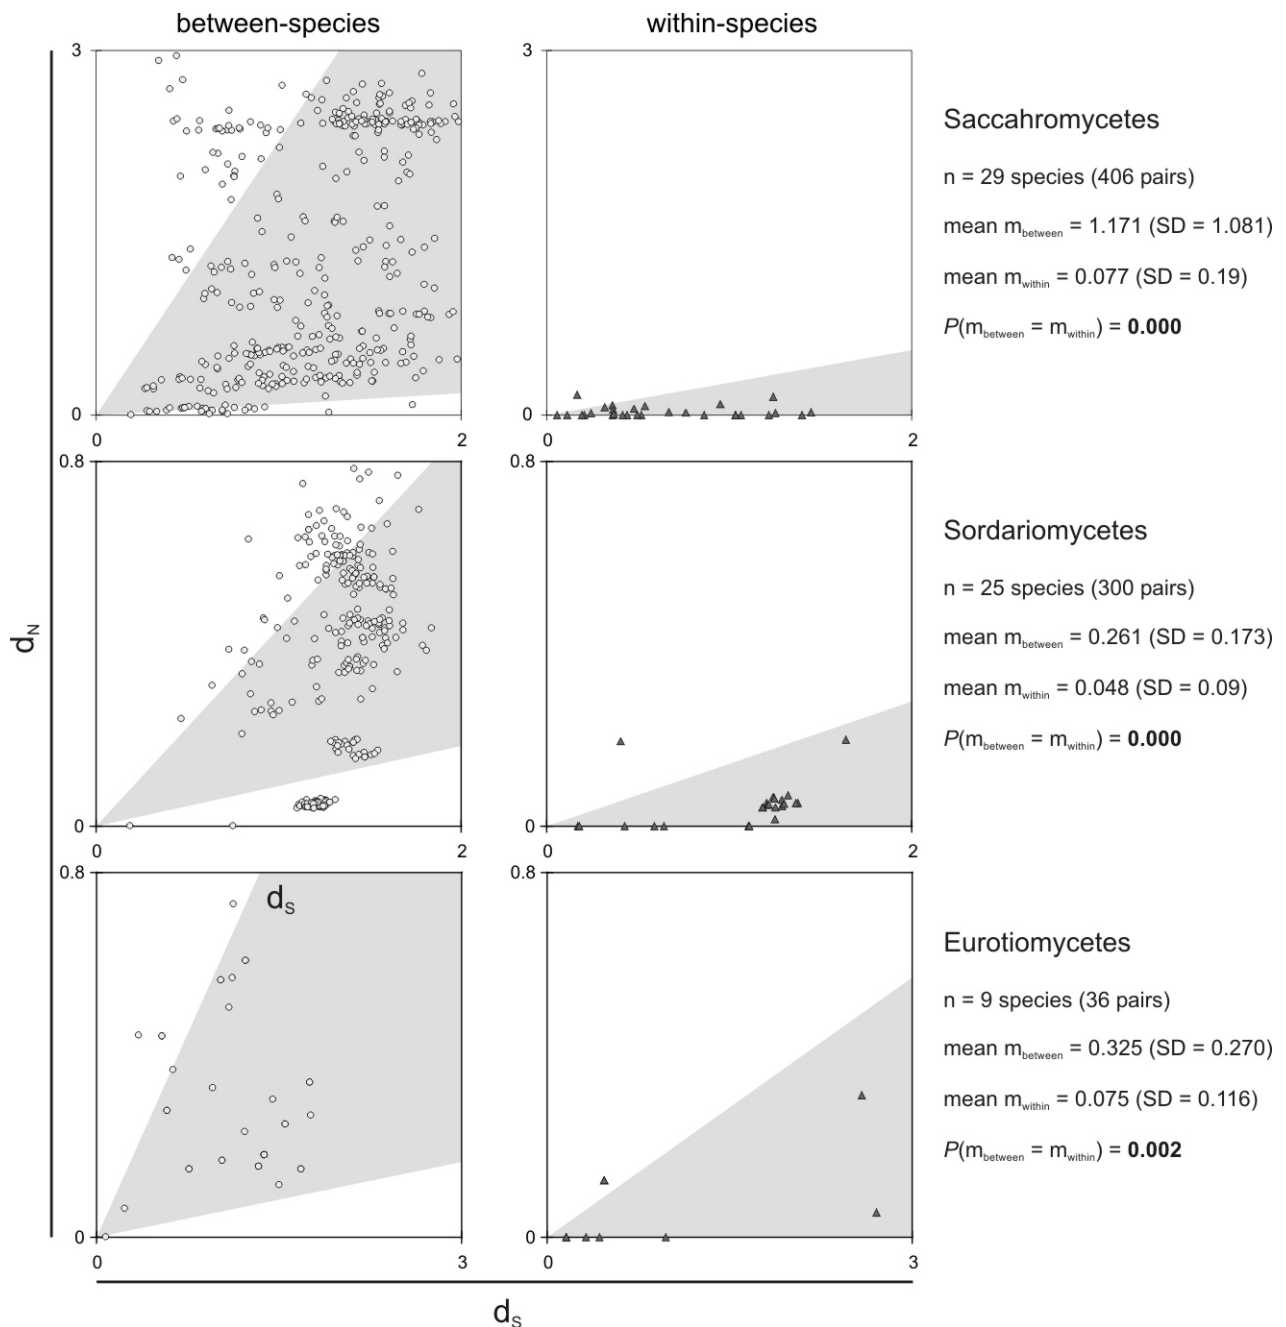 between-species
within-species
3
0
0
2
3
0
0
2
Saccahromycetes
n = 29 species (406 pairs)
mean m_between = 1.171 (SD = 1.081)
mean m_within = 0.077 (SD = 0.19)
P(m_between = m_within) = 0.000
0.8
0
0
2
0.8
0
0
2
Sordariomycetes
n = 25 species (300 pairs)
mean m_between = 0.261 (SD = 0.173)
mean m_within = 0.048 (SD = 0.09)
P(m_between = m_within) = 0.000
d_N
0.8
d_S
0
0
3
0.8
0
0
3
Eurotiomycetes
n = 9 species (36 pairs)
mean m_between = 0.325 (SD = 0.270)
mean m_within = 0.075 (SD = 0.116)
P(m_between = m_within) = 0.002
d_S